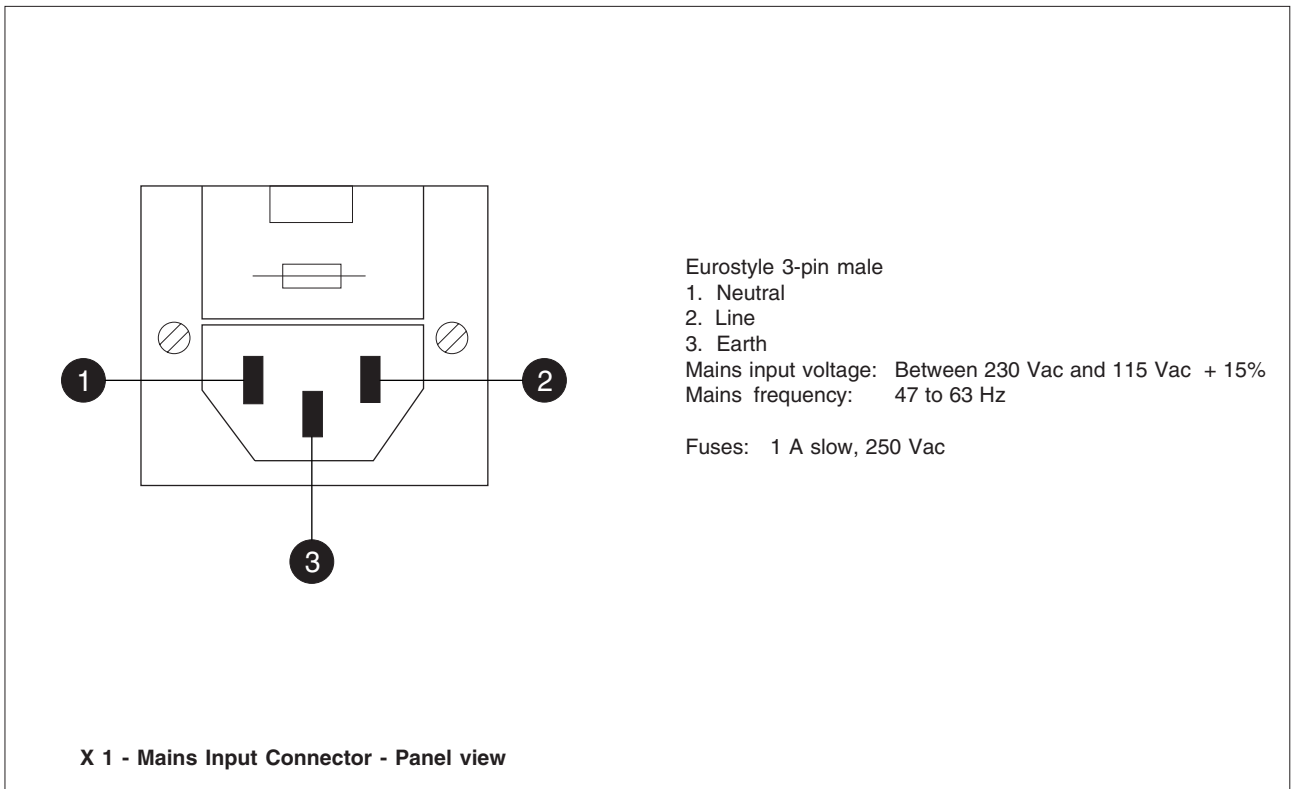 Eurostyle 3-pin male
1. Neutral
2. Line
3. Earth
Mains input voltage: Between 230 Vac and 115 Vac + 15%
Mains frequency: 47 to 63 Hz
Fuses: 1 A slow, 250 Vac
1
2
3
X 1 - Mains Input Connector - Panel view